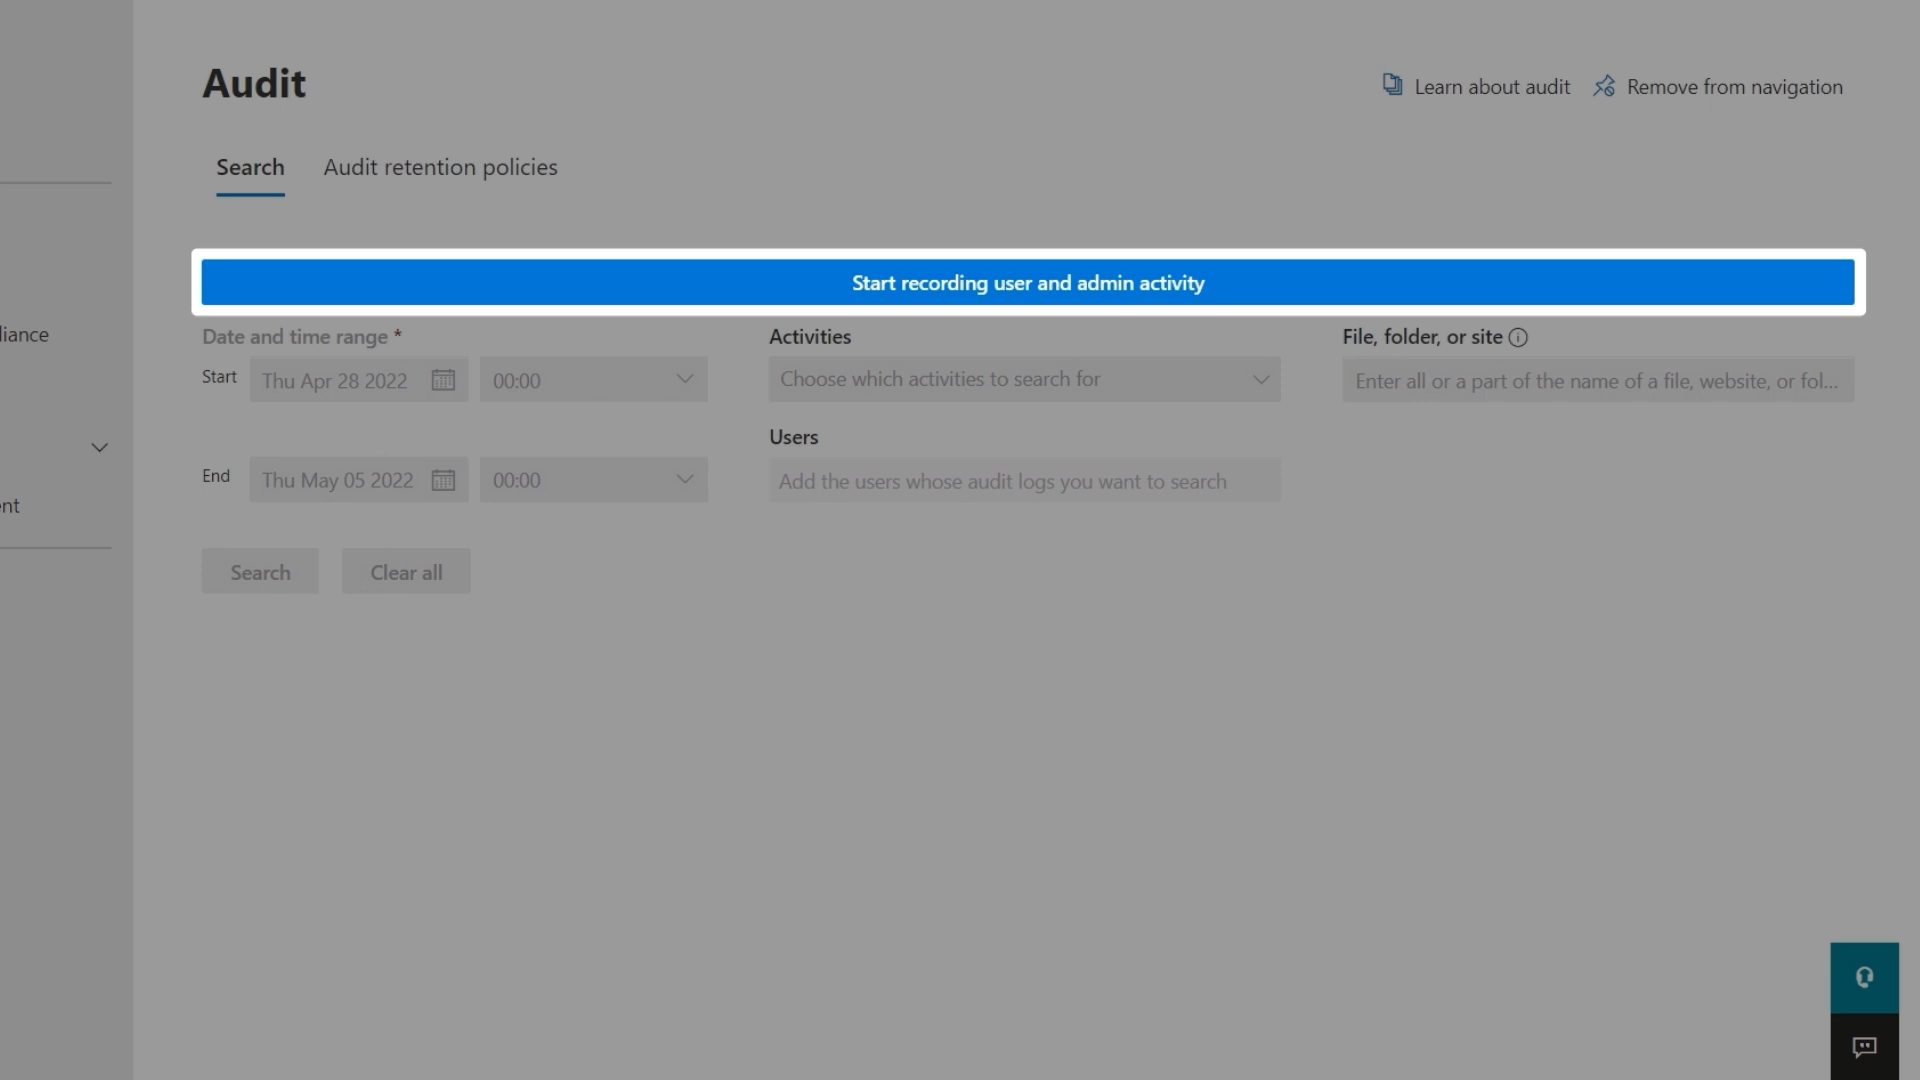 Audit
Learn about audit
Remove from navigation
Search
Audit retention policies
Start recording user and admin activity
liance
Date and time range *
Activities
File, folder, or site
Start
Thu Apr 28 2022
00:00
Choose which activities to search for
Enter all or a part of the name of a file, website, or fol...
Users
End
Thu May 05 2022
00:00
Add the users whose audit logs you want to search
nt
Search
Clear all